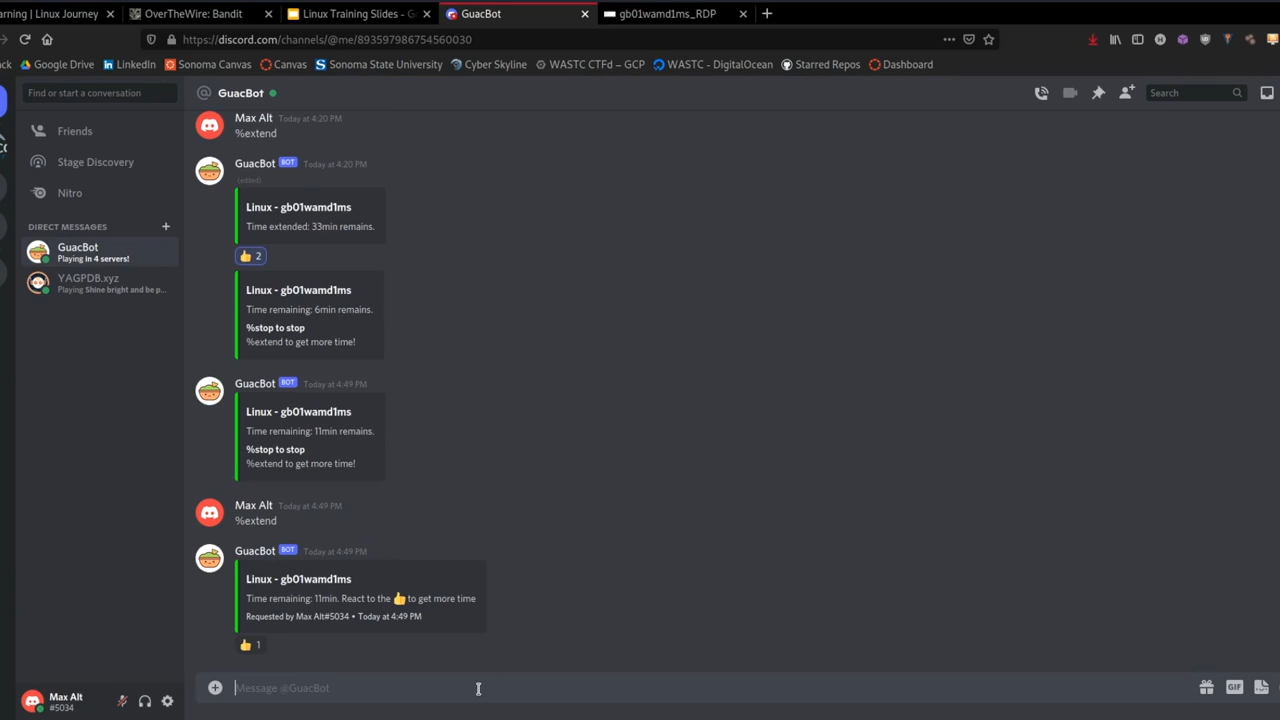 arning | Linux Journey
OverTheWire: Bandit
Linux Training Slides - G
GuacBot
gb01wamd1ms_RDP
https://discord.com/channels/@me/893597986754560030
ck
Google Drive
LinkedIn
Sonoma Canvas
Canvas
Sonoma State University
Cyber Skyline
WASTC CTFd – GCP
WASTC - DigitalOcean
Starred Repos
Dashboard
Find or start a conversation
@ GuacBot
Search
Friends
Stage Discovery
Nitro
DIRECT MESSAGES
GuacBot
Playing in 4 servers!
YAGPDB.xyz
Playing Shine bright and be p...
Max Alt Today at 4:20 PM
%extend
GuacBot BOT Today at 4:20 PM
(edited)
Linux - gb01wamd1ms
Time extended: 33min remains.
👍 2
Linux - gb01wamd1ms
Time remaining: 6min remains.
%stop to stop
%extend to get more time!
GuacBot BOT Today at 4:49 PM
Linux - gb01wamd1ms
Time remaining: 11min remains.
%stop to stop
%extend to get more time!
Max Alt Today at 4:49 PM
%extend
GuacBot BOT Today at 4:49 PM
Linux - gb01wamd1ms
Time remaining: 11min. React to the 👍 to get more time
Requested by Max Alt#5034 • Today at 4:49 PM
👍 1
Message @GuacBot
GIF
Max Alt
#5034